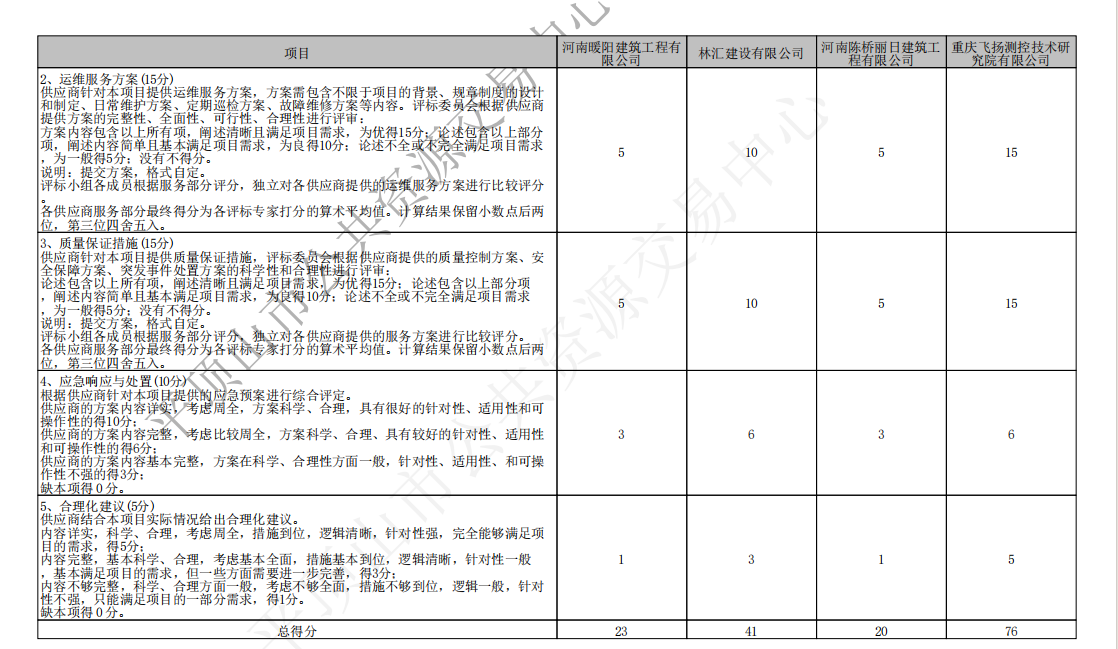 项目
河南暖阳建筑工程有
限公司
林汇建设有限公司
河南陈桥丽日建筑工
程有限公司
重庆飞扬测控技术研
究院有限公司
2、运维服务方案(15分)
供应商针对本项目提供运维服务方案，方案需包含不限于项目的背景、规章制度的设计
和制定、日常维护方案、定期巡检方案、故障维修方案等内容。评标委员会根据供应商
提供方案的完整性、全面性、可行性、合理性进行评审：
方案内容包含以上所有项，阐述清晰且满足项目需求，为优得15分；论述包含以上部分
项，阐述内容简单且基本满足项目需求，为良得10分；论述不全或不完全满足项目需求
，为一般得5分；没有不得分。
说明：提交方案，格式自定。
评标小组各成员根据服务部分评分，独立对各供应商提供的运维服务方案进行比较评分
。
各供应商服务部分最终得分为各评标专家打分的算术平均值。计算结果保留小数点后两
位，第三位四舍五入。
5
10
5
15
3、质量保证措施(15分)
供应商针对本项目提供质量保证措施，评标委员会根据供应商提供的质量控制方案、安
全保障方案、突发事件处置方案的科学性和合理性进行评审：
论述包含以上所有项，阐述清晰且满足项目需求，为优得15分；论述包含以上部分项
，阐述内容简单且基本满足项目需求，为良得10分；论述不全或不完全满足项目需求
，为一般得5分；没有不得分。
说明：提交方案，格式自定。
评标小组各成员根据服务部分评分，独立对各供应商提供的服务方案进行比较评分。
各供应商服务部分最终得分为各评标专家打分的算术平均值。计算结果保留小数点后两
位，第三位四舍五入。
5
10
5
15
4、应急响应与处置(10分)
根据供应商针对本项目提供的应急预案进行综合评定。
供应商的方案内容详实，考虑周全，方案科学、合理，具有很好的针对性、适用性和可
操作性的得10分；
供应商的方案内容完整，考虑比较周全，方案科学、合理、具有较好的针对性、适用性
和可操作性的得6分；
供应商的方案内容基本完整，方案在科学、合理性方面一般，针对性、适用性、和可操
作性不强的得3分；
缺本项得０分。
3
6
3
6
5、合理化建议(5分)
供应商结合本项目实际情况给出合理化建议。
内容详实，科学、合理，考虑周全，措施到位，逻辑清晰，针对性强，完全能够满足项
目的需求，得5分；
内容完整，基本科学、合理，考虑基本全面，措施基本到位，逻辑清晰，针对性一般
，基本满足项目的需求，但一些方面需要进一步完善，得3分；
内容不够完整，科学、合理方面一般，考虑不够全面，措施不够到位，逻辑一般，针对
性不强，只能满足项目的一部分需求，得1分。
缺本项得０分。
1
3
1
5
总得分
23
41
20
76
平顶山市公共资源交易中心
平顶山市公共资源交易中心